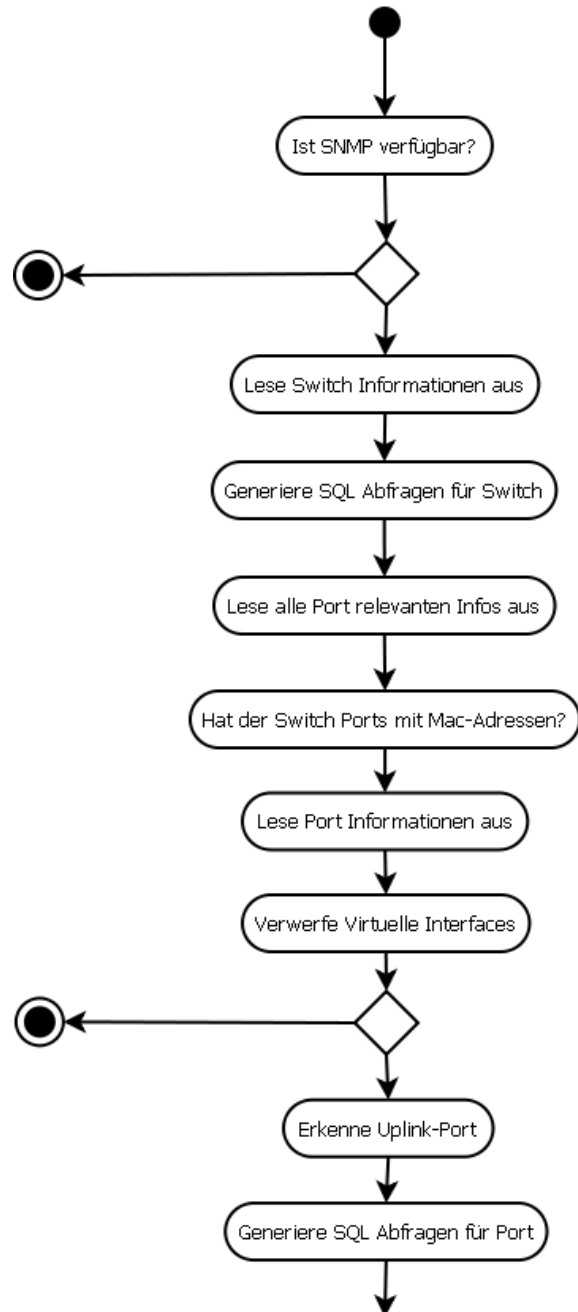 Ist SNMP verfügbar?
Lese Switch Informationen aus
Generiere SQL Abfragen für Switch
Lese alle Port relevanten Infos aus
Hat der Switch Ports mit Mac-Adressen?
Lese Port Informationen aus
Verwerfe Virtuelle Interfaces
Erkenne Uplink-Port
Generiere SQL Abfragen für Port